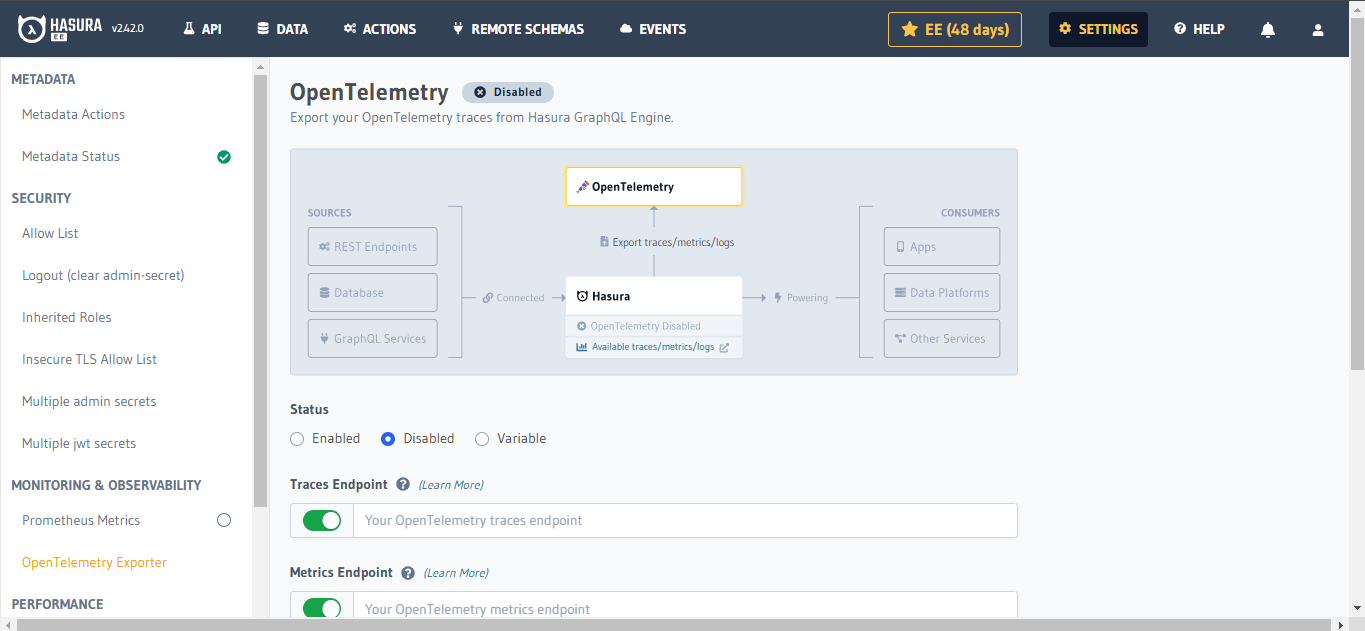 HASURA EE v2.42.0 API DATA ACTIONS REMOTE SCHEMAS EVENTS EE (48 days) SETTINGS HELP
METADATA
Metadata Actions
Metadata Status
SECURITY
Allow List
Logout (clear admin-secret)
Inherited Roles
Insecure TLS Allow List
Multiple admin secrets
Multiple jwt secrets
MONITORING & OBSERVABILITY
Prometheus Metrics
OpenTelemetry Exporter
PERFORMANCE
OpenTelemetry Disabled
Export your OpenTelemetry traces from Hasura GraphQL Engine.
OpenTelemetry
Export traces/metrics/logs
SOURCES
REST Endpoints
Database
GraphQL Services
Connected
Hasura
OpenTelemetry Disabled
Available traces/metrics/logs
Powering
CONSUMERS
Apps
Data Platforms
Other Services
Status
Enabled Disabled Variable
Traces Endpoint (Learn More)
Your OpenTelemetry traces endpoint
Metrics Endpoint (Learn More)
Your OpenTelemetry metrics endpoint